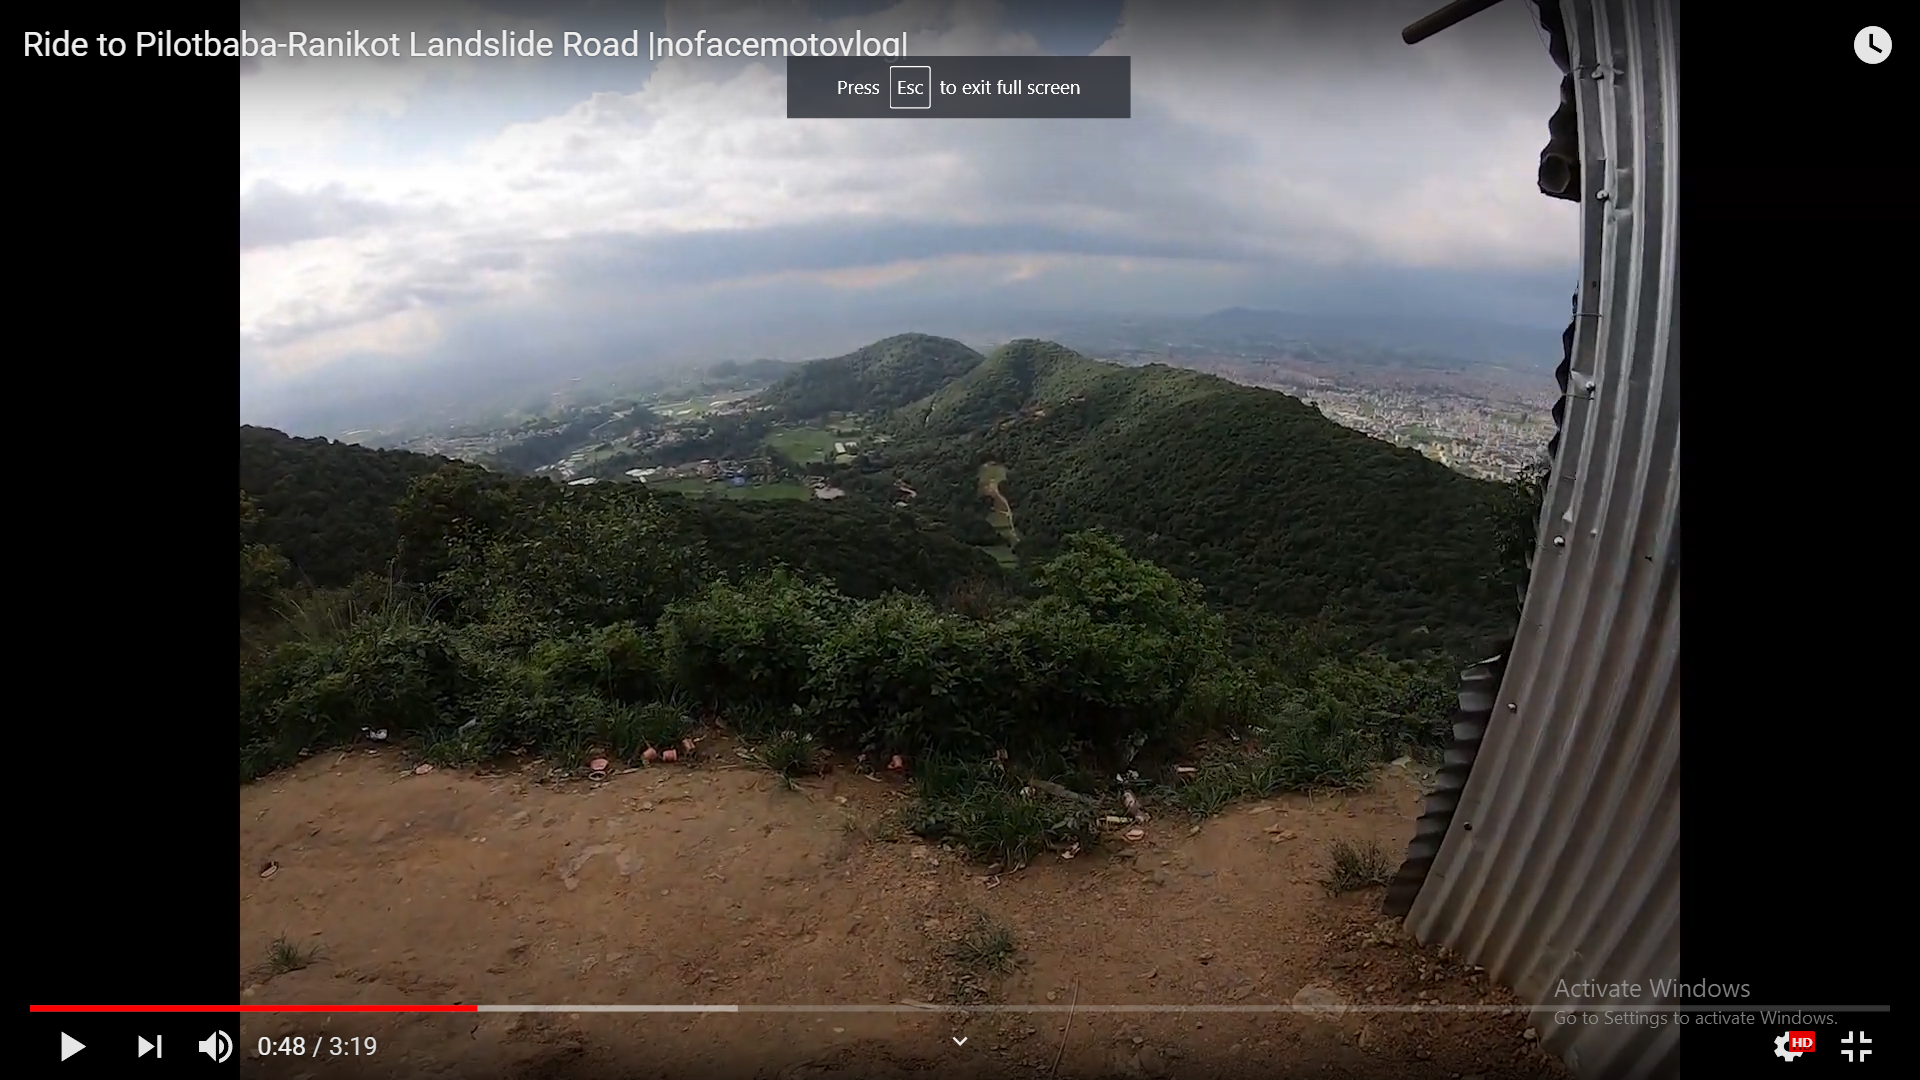 Ride to Pilotbaba-Ranikot Landslide Road |nofacemotovlog|
Press Esc to exit full screen
Activate Windows
Go to Settings to activate Windows.
0:48 / 3:19
HD